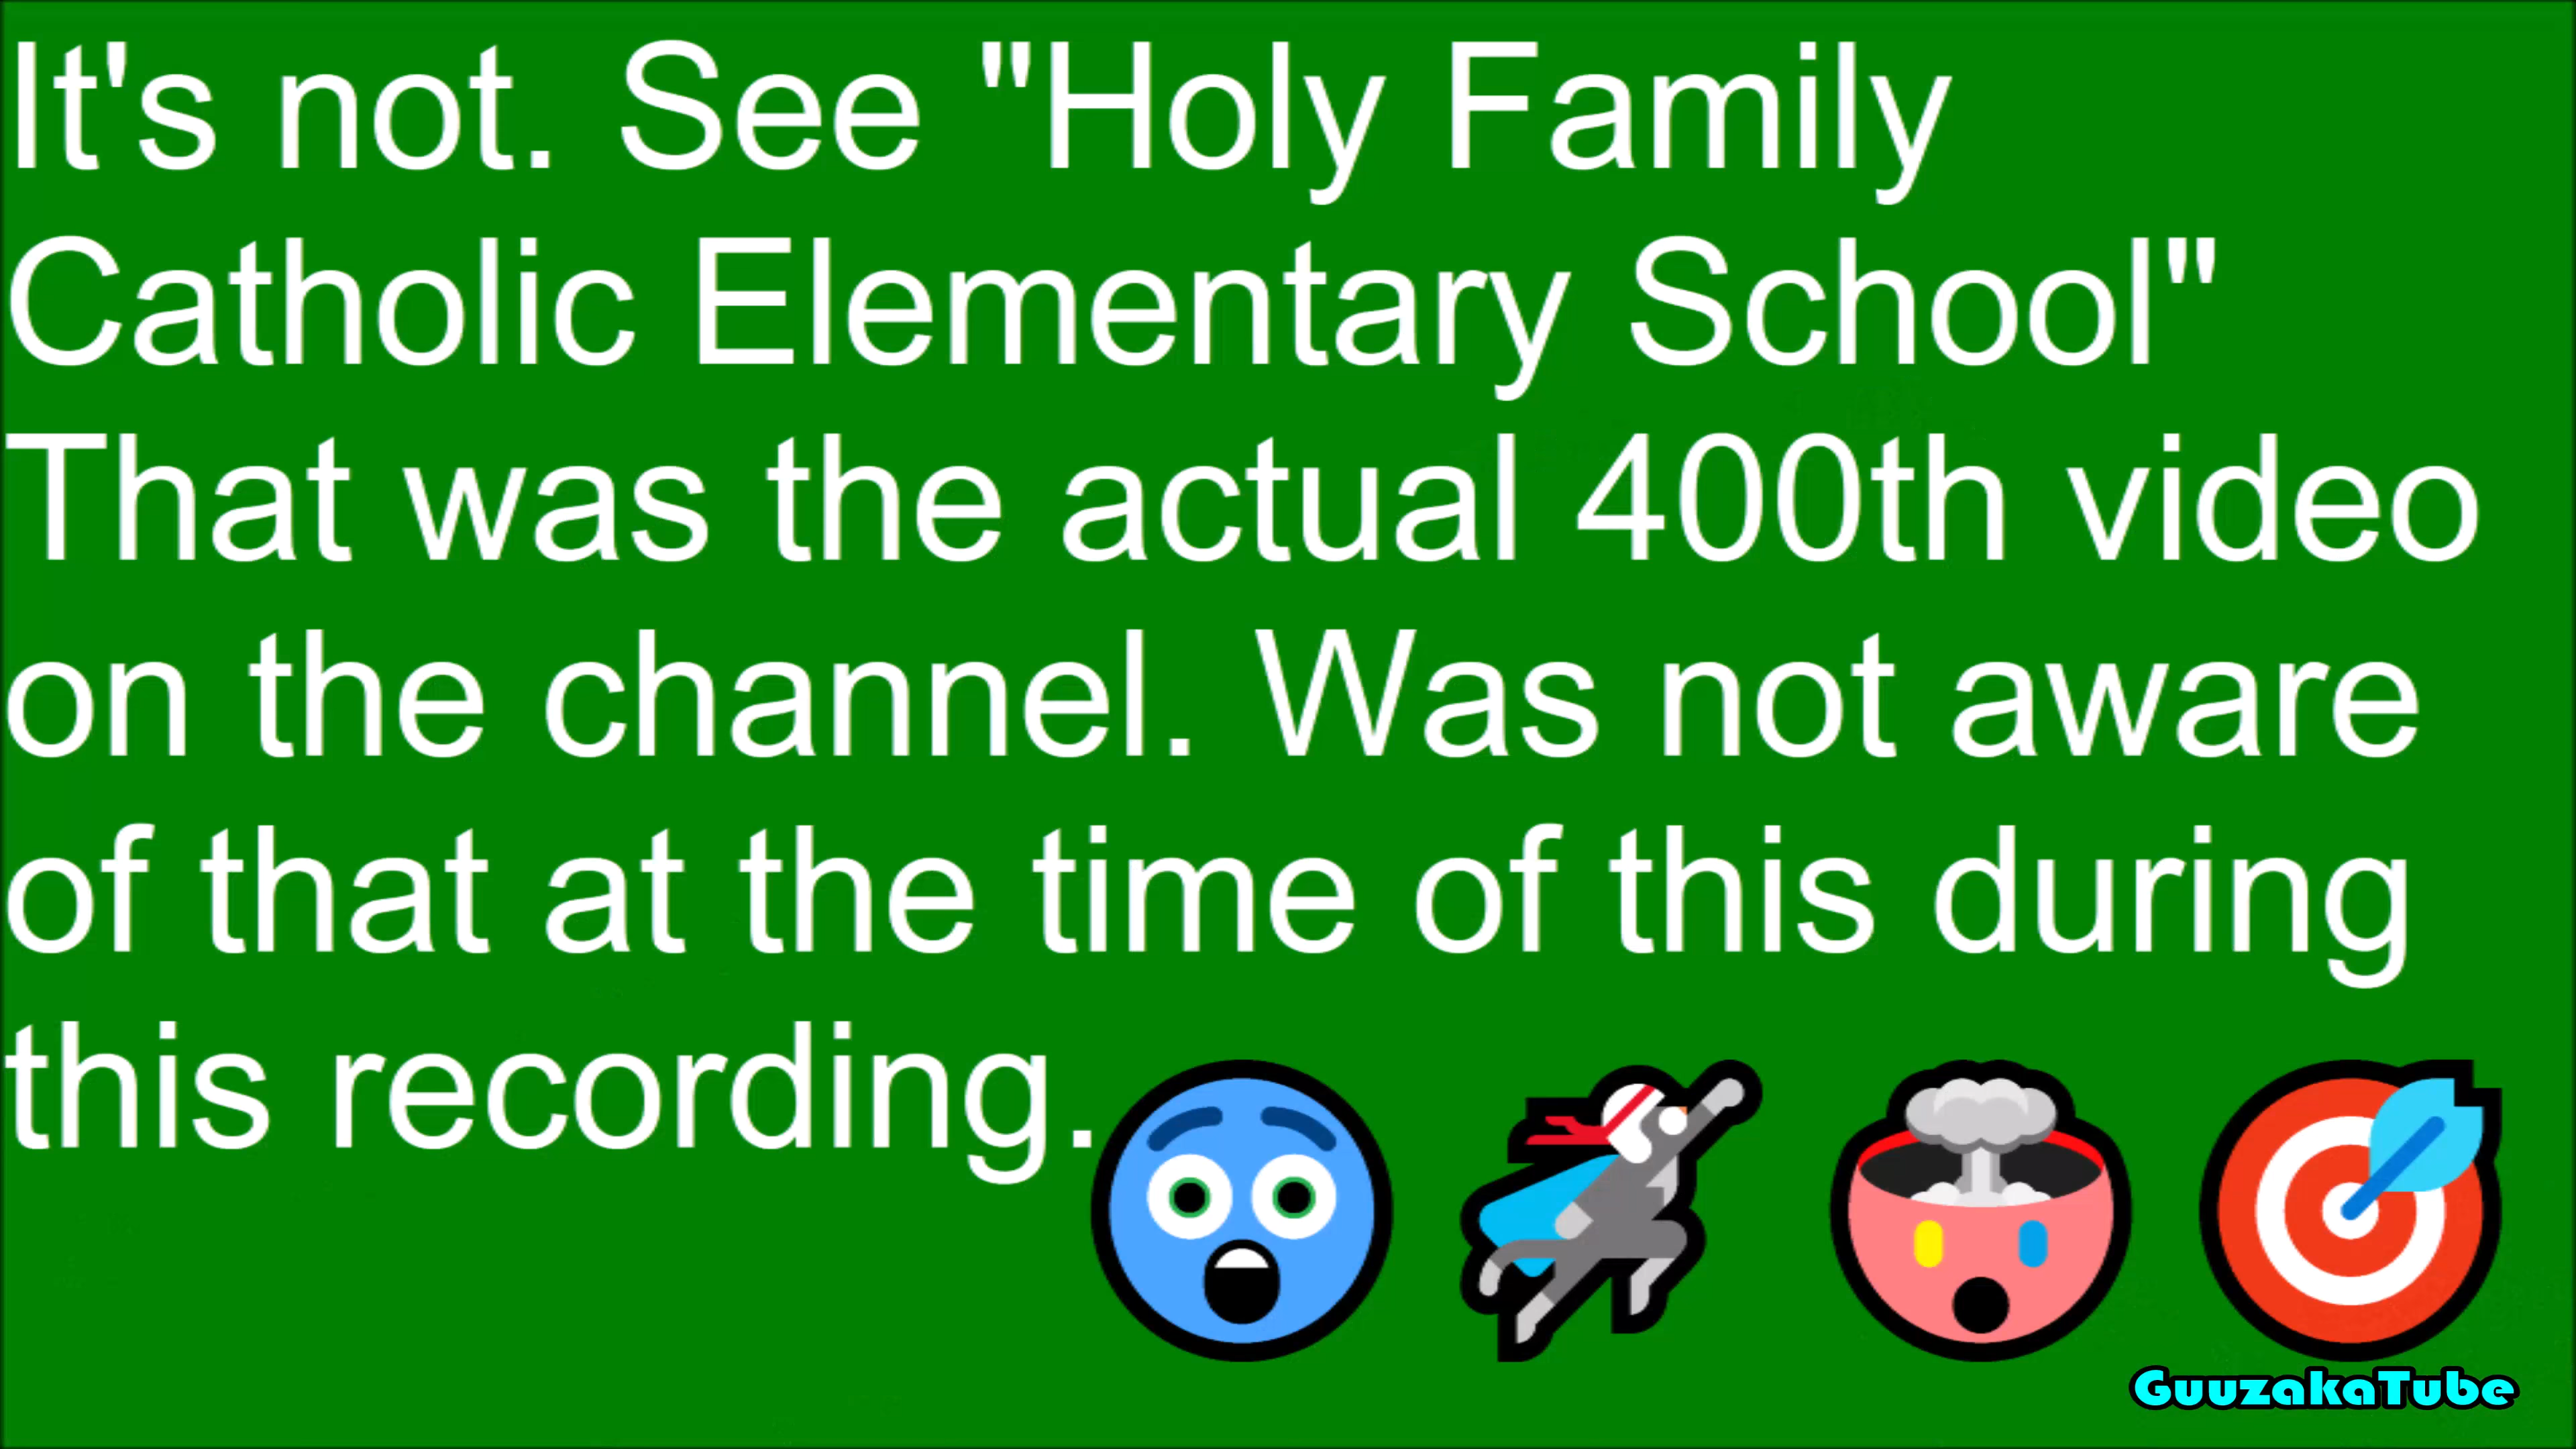 It's not. See "Holy Family
Catholic Elementary School"
That was the actual 400th video
on the channel. Was not aware
of that at the time of this during
this recording.
GuuzakaTube